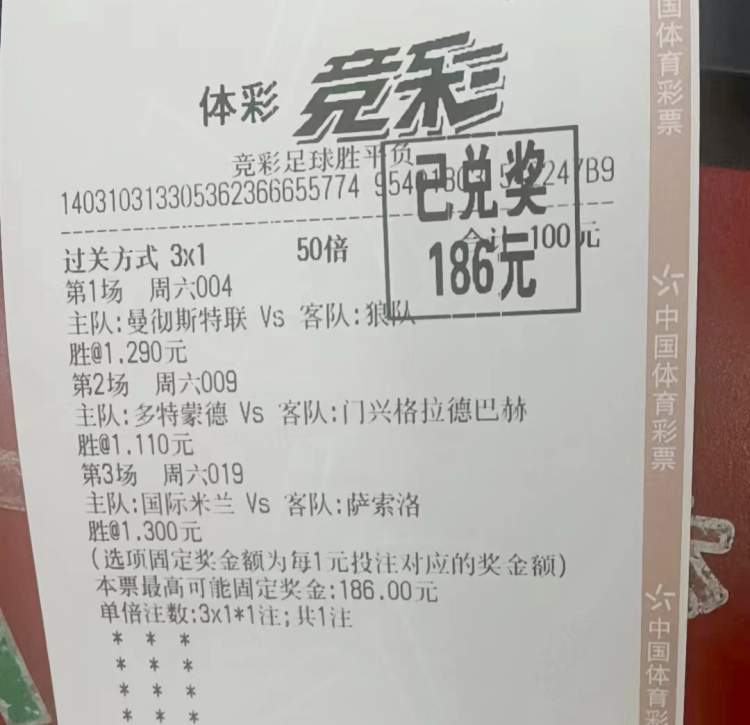 体彩 竞彩
竞彩足球胜平负
140310313305362366655774 247B9
已兑奖
186元
过关方式 3x1 50倍 合计 100元
第1场 周六004
主队:曼彻斯特联 Vs 客队:狼队
胜@1.290元
第2场 周六009
主队:多特蒙德 Vs 客队:门兴格拉德巴赫
胜@1.110元
第3场 周六019
主队:国际米兰 Vs 客队:萨索洛
胜@1.300元
(选项固定奖金额为每1元投注对应的奖金额)
本票最高可能固定奖金:186.00元
单倍注数:3x1*1注;共1注
* * *
* * *
* * *
* * *
国体育彩票
中国体育彩票
中国体育彩